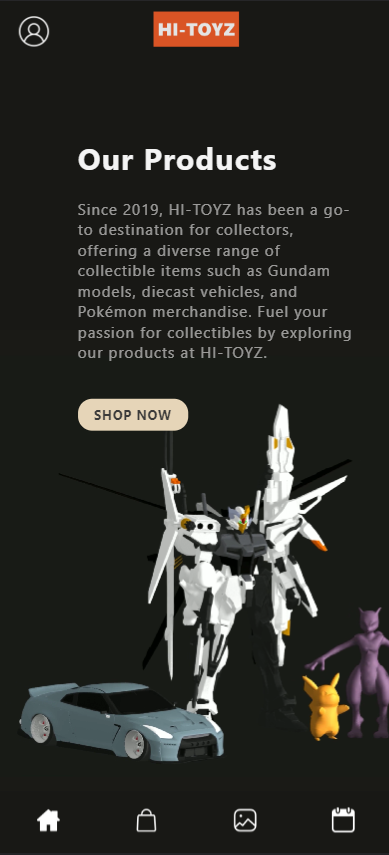 HI-TOYZ
Our Products
Since 2019, HI-TOYZ has been a go-
to destination for collectors,
offering a diverse range of
collectible items such as Gundam
models, diecast vehicles, and
Pokémon merchandise. Fuel your
passion for collectibles by exploring
our products at HI-TOYZ.
SHOP NOW